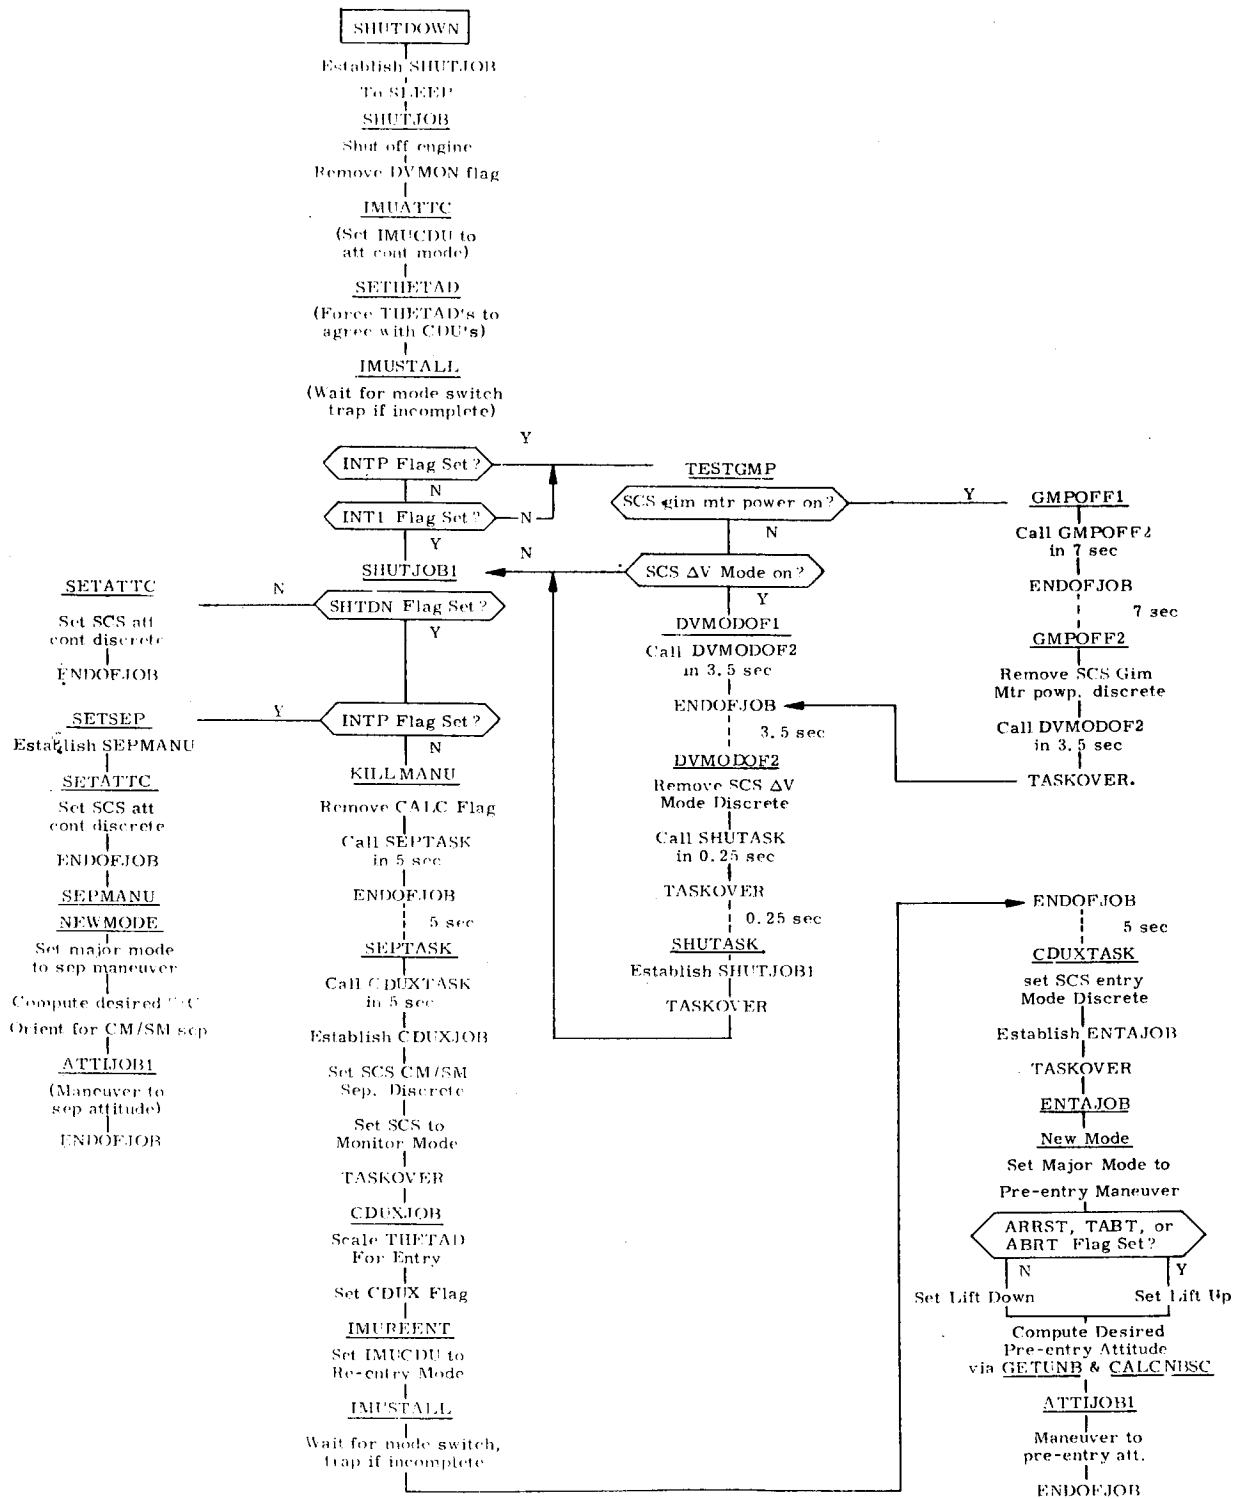 SHUTDOWN
Establish SHUTJOB
To SLEEP
SHUTJOB
Shut off engine
Remove DVMON flag
IMUATTC
(Set IMUCDU to
att cont mode)
SETHETAD
(Force THETAD's to
agree with CDU's)
IMUSTALL
(Wait for mode switch
trap if incomplete)
INTP Flag Set?
Y
N
INT1 Flag Set?
N
Y
SHUTJOB1
SHTDN Flag Set?
N
Y
INTP Flag Set?
Y
N
SETATTC
Set SCS att
cont discrete
ENDOFJOB
SETSEP
Establish SEPMANU
SETATTC
Set SCS att
cont discrete
ENDOFJOB
SEPMANU
NEWMODE
Set major mode
to sep maneuver
Compute desired
Orient for CM/SM sep
ATTIJOB1
(Maneuver to
sep attitude)
ENDOFJOB
KILLMANU
Remove CALC Flag
Call SEPTASK
in 5 sec
ENDOFJOB
5 sec
SEPTASK
Call CDUXTASK
in 5 sec
Establish CDUXJOB
Set SCS CM/SM
Sep. Discrete
Set SCS to
Monitor Mode
TASKOVER
CDUXJOB
Scale THETAD
For Entry
Set CDUX Flag
IMUREENT
Set IMUCDU to
Re-entry Mode
IMUSTALL
Wait for mode switch,
trap if incomplete
TESTGMP
SCS gim mtr power on?
Y
N
SCS ΔV Mode on?
N
Y
DVMODOF1
Call DVMODOF2
in 3.5 sec
ENDOFJOB
3.5 sec
DVMODOF2
Remove SCS ΔV
Mode Discrete
Call SHUTASK
in 0.25 sec
TASKOVER
0.25 sec
SHUTASK
Establish SHUTJOB1
TASKOVER
GMPOFF1
Call GMPOFF2
in 7 sec
ENDOFJOB
7 sec
GMPOFF2
Remove SCS Gim
Mtr powp. discrete
Call DVMODOF2
in 3.5 sec
TASKOVER.
ENDOFJOB
5 sec
CDUXTASK
set SCS entry
Mode Discrete
Establish ENTAJOB
TASKOVER
ENTAJOB
New Mode
Set Major Mode to
Pre-entry Maneuver
ARRST, TABT, or
ABRT Flag Set?
N
Y
Set Lift Down
Set Lift Up
Compute Desired
Pre-entry Attitude
via GETUNB & CALCNBSC
ATTIJOB1
Maneuver to
pre-entry att.
ENDOFJOB